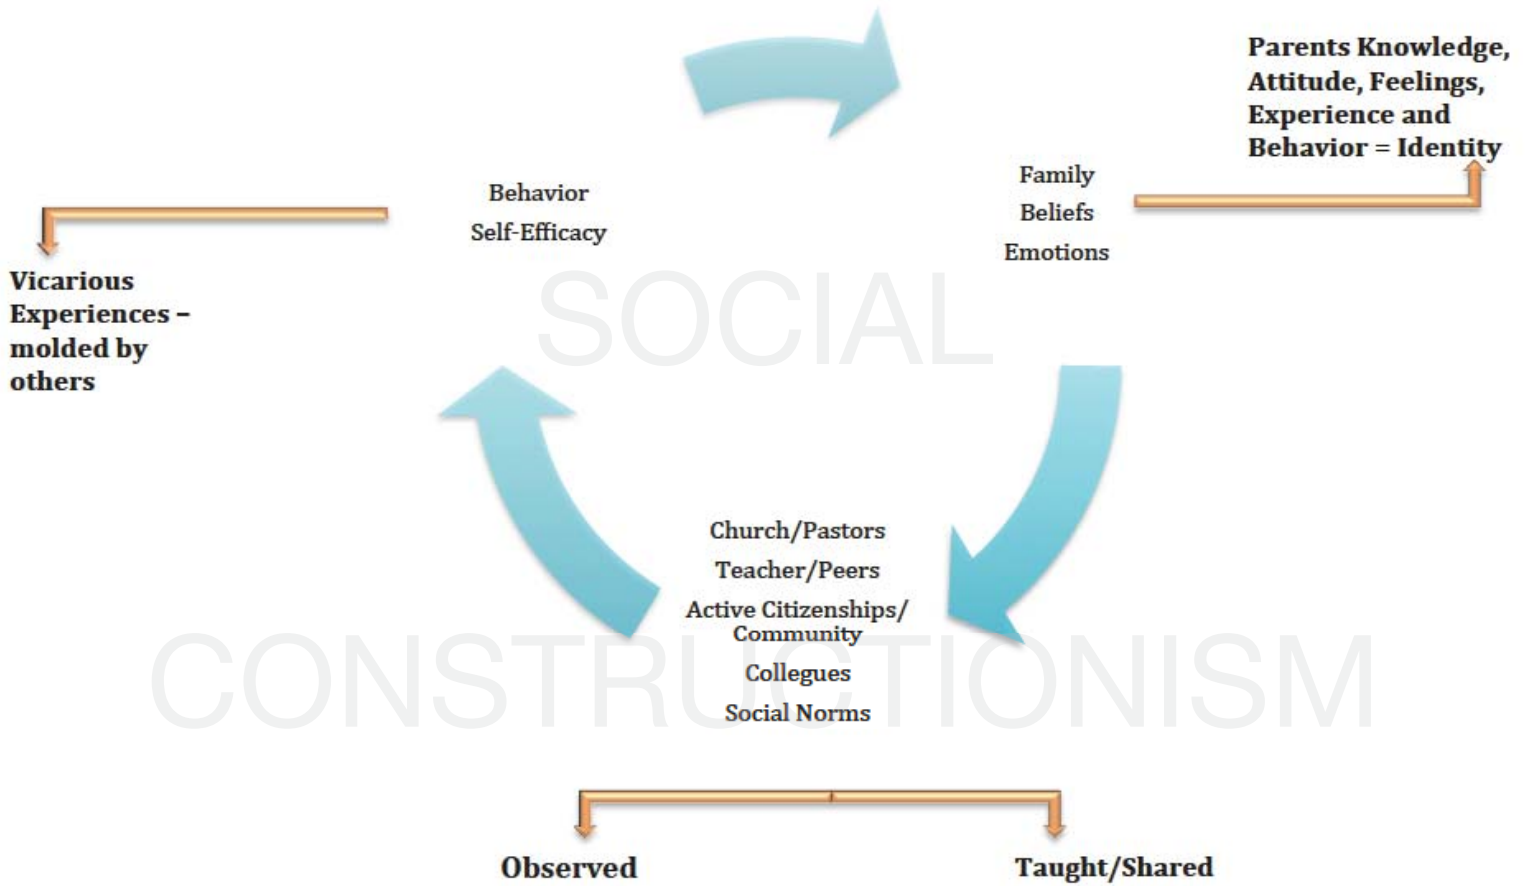 Parents Knowledge,
Attitude, Feelings,
Experience and
Behavior = Identity
Family
Beliefs
Emotions
Behavior
Self-Efficacy
Vicarious
Experiences –
molded by
others
SOCIAL
Church/Pastors
Teacher/Peers
Active Citizenships/
Community
Collegues
Social Norms
CONSTRUCTIONISM
Observed
Taught/Shared